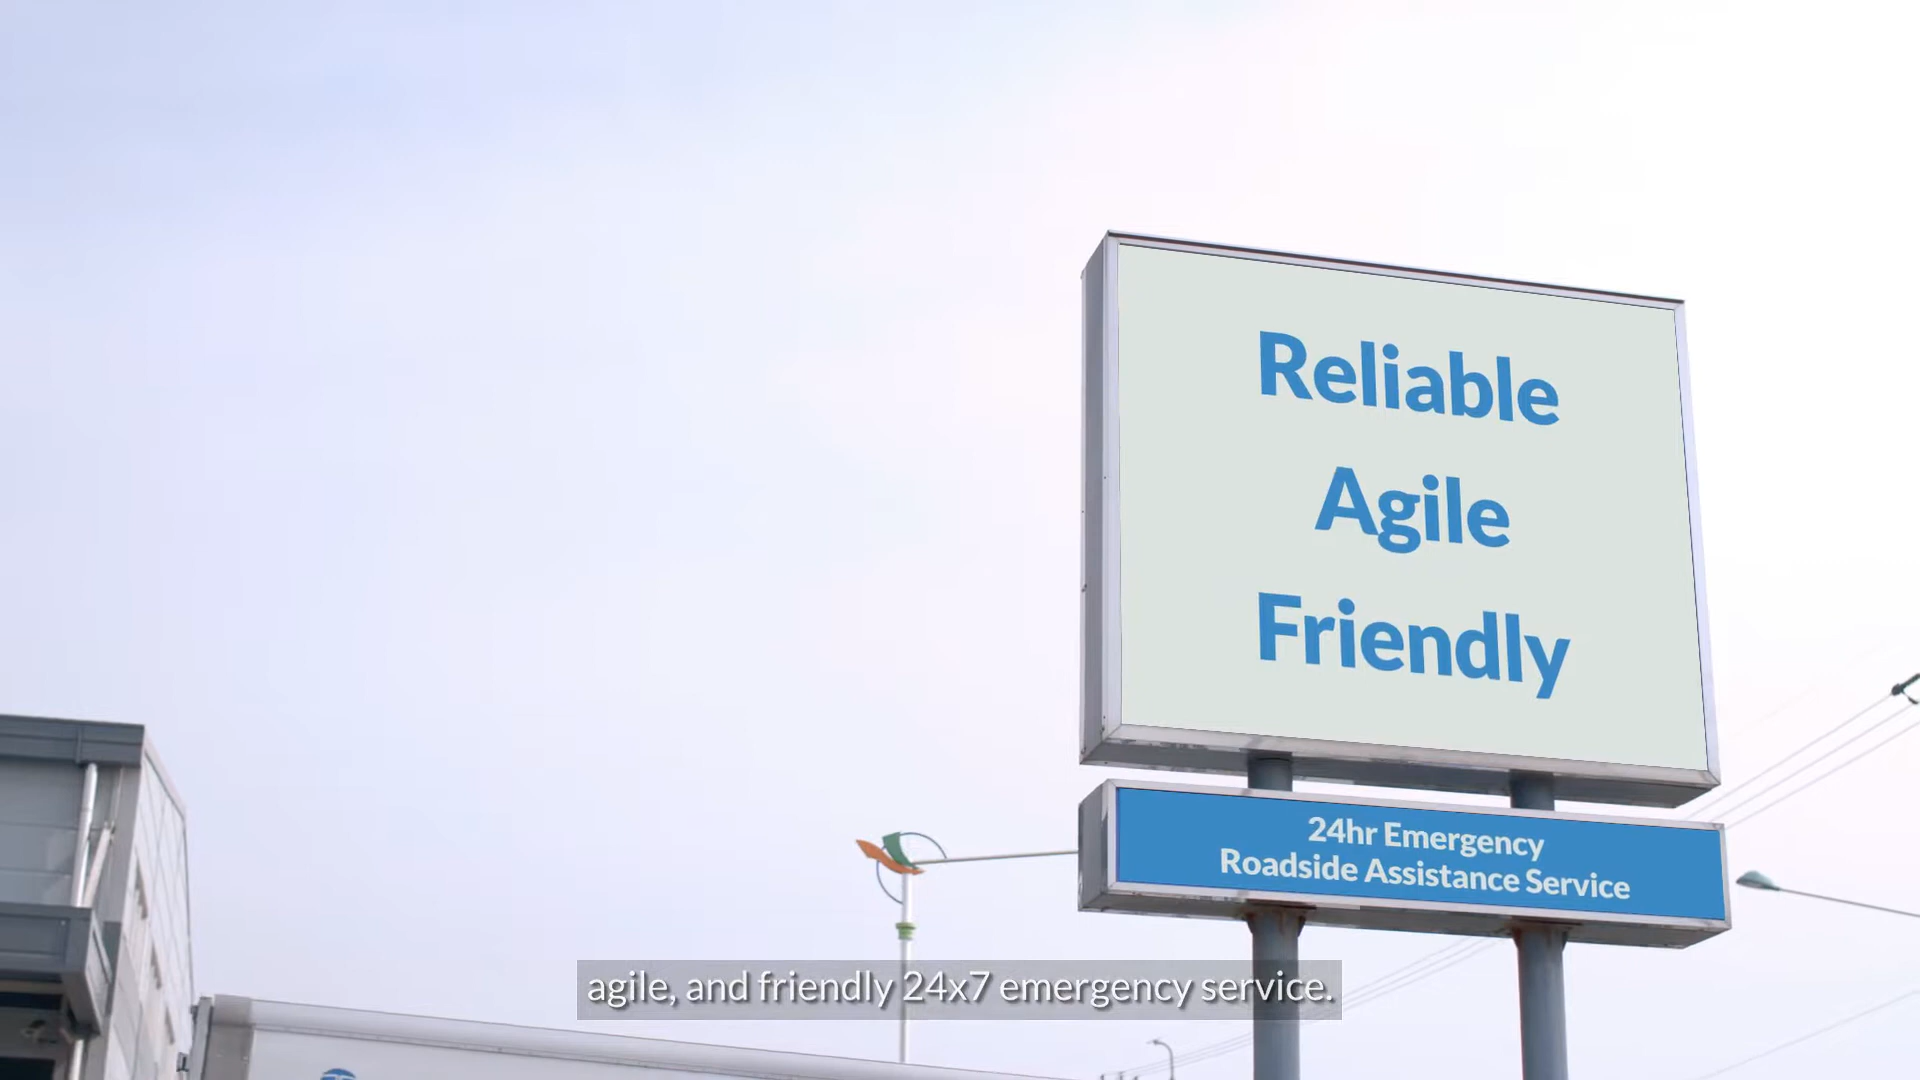 Reliable
Agile
Friendly
24hr Emergency
Roadside Assistance Service
agile, and friendly 24x7 emergency service.